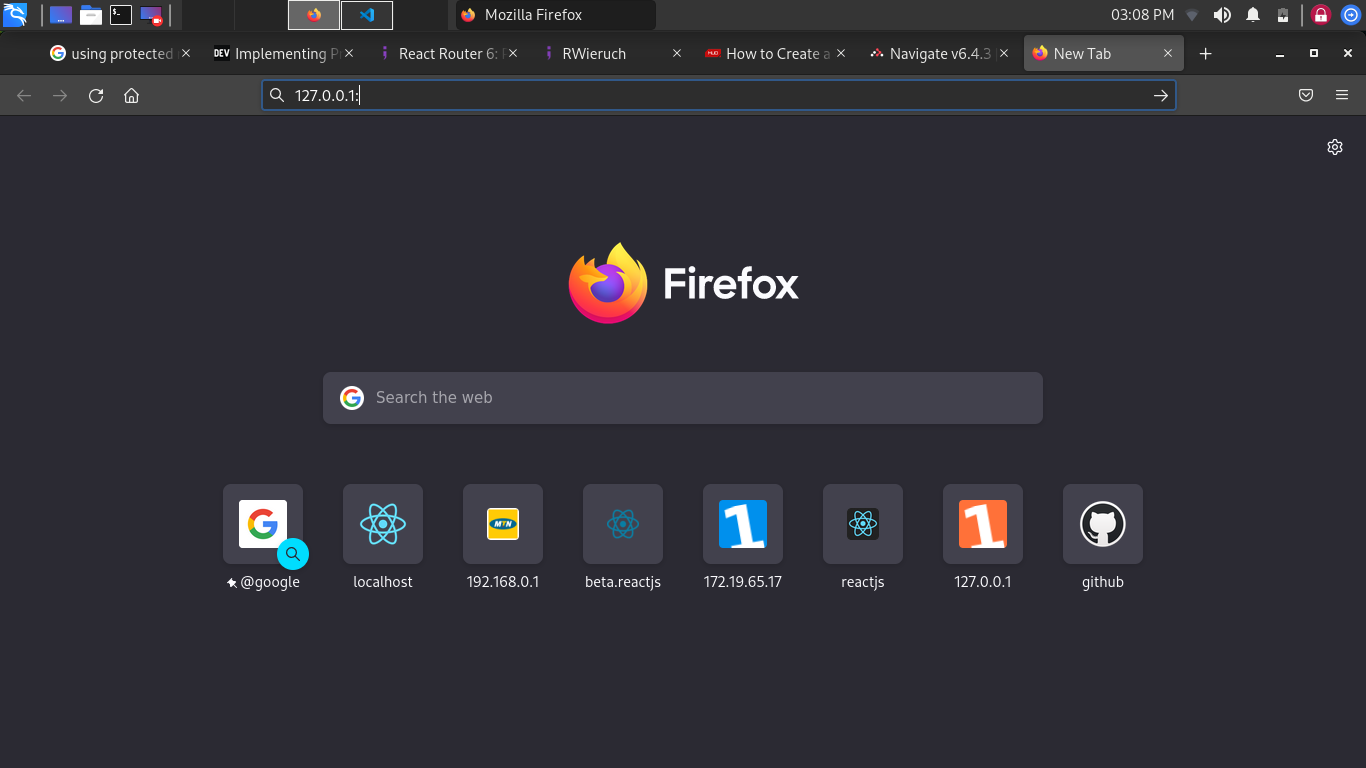 Mozilla Firefox
03:08 PM
using protected
DEV Implementing P
React Router 6:
RWieruch
How to Create a
Navigate v6.4.3
New Tab
127.0.0.1:
Firefox
Search the web
MTN
@google
localhost
192.168.0.1
beta.reactjs
172.19.65.17
reactjs
127.0.0.1
github